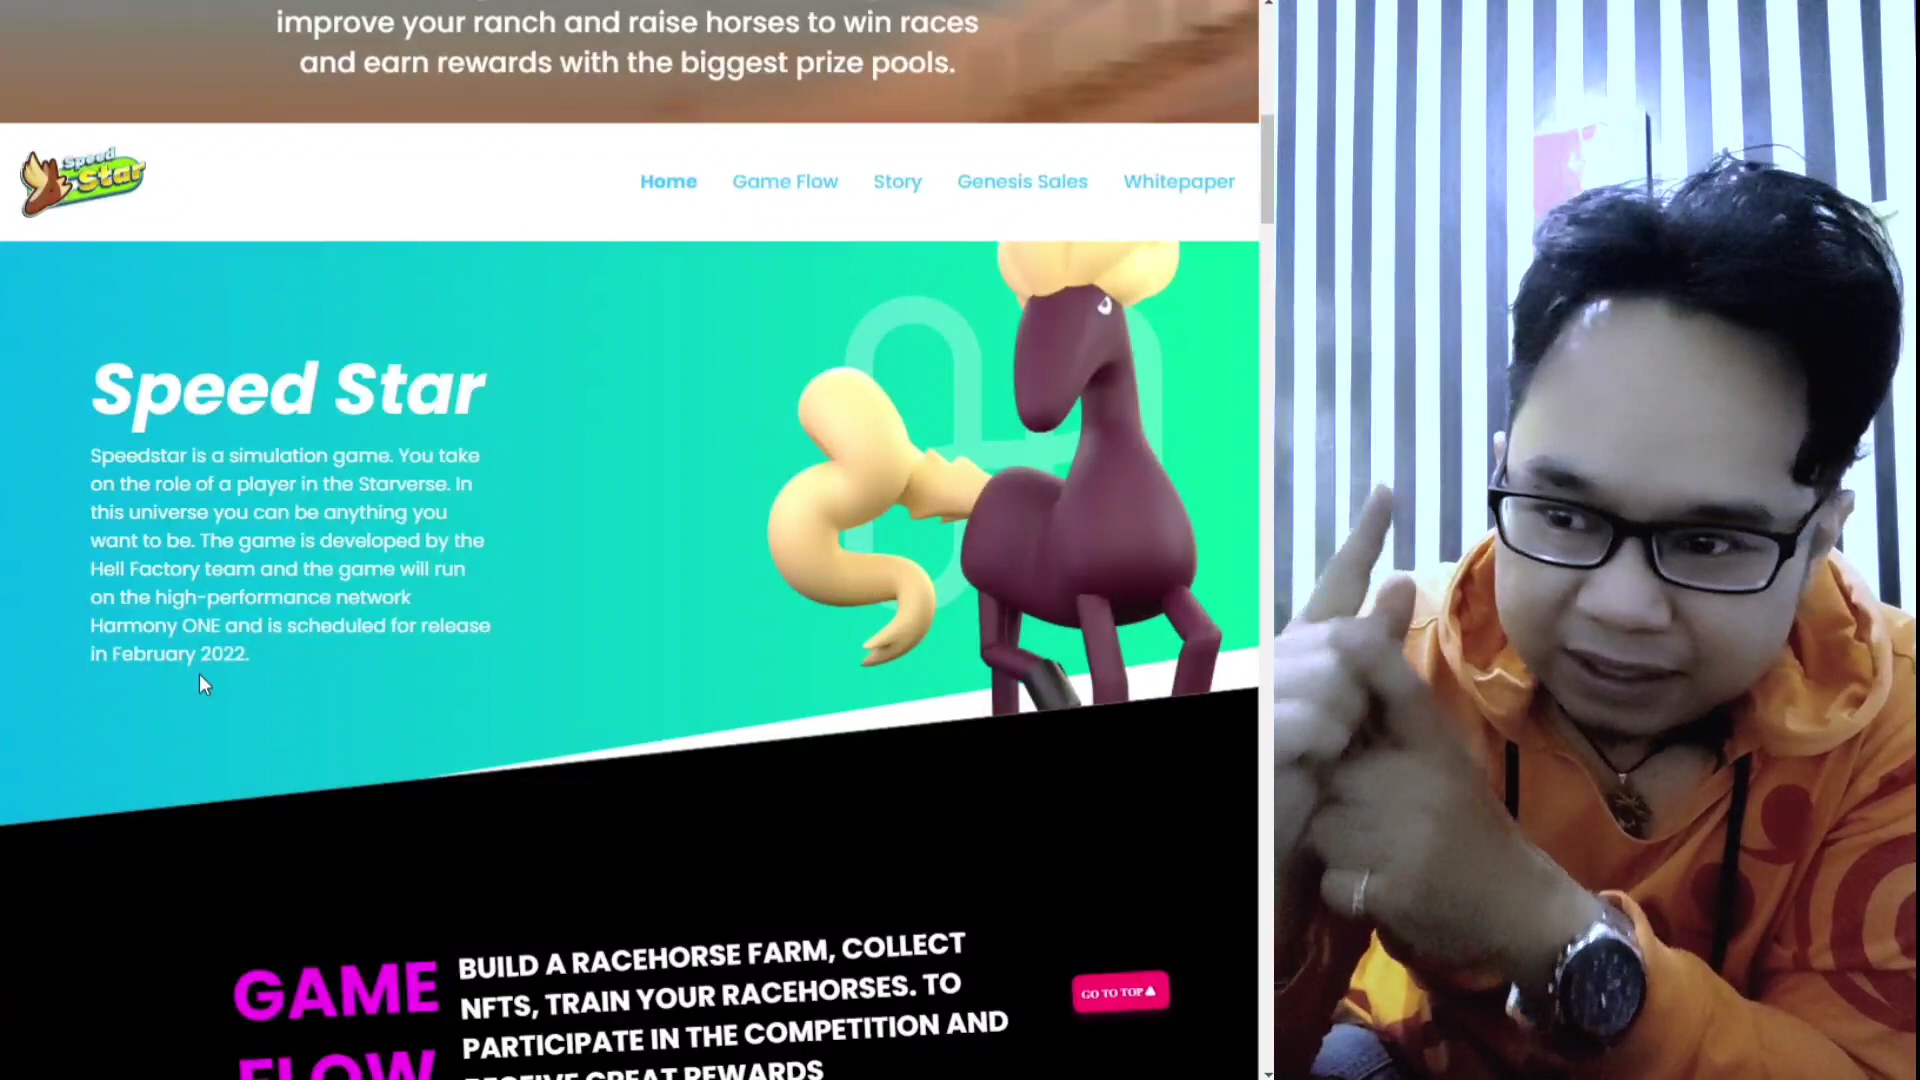 improve your ranch and raise horses to win races
and earn rewards with the biggest prize pools.
Speed
Star
Home Game Flow Story Genesis Sales Whitepaper
Speed Star
Speedstar is a simulation game. You take
on the role of a player in the Starverse. In
this universe you can be anything you
want to be. The game is developed by the
Hell Factory team and the game will run
on the high-performance network
Harmony ONE and is scheduled for release
in February 2022.
GAME
FLOW
BUILD A RACEHORSE FARM, COLLECT
NFTS, TRAIN YOUR RACEHORSES. TO
PARTICIPATE IN THE COMPETITION AND
RECEIVE GREAT REWARDS
GO TO TOP